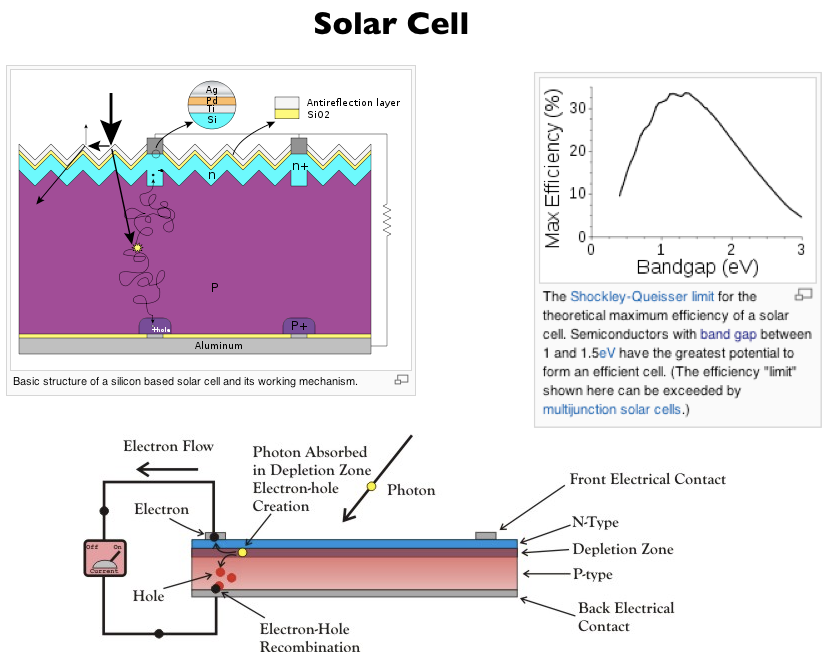 Solar Cell
Ag
Pd
Ti
Si
Antireflection layer
SiO2
n
n+
P
+hole
P+
Aluminum
Basic structure of a silicon based solar cell and its working mechanism.
Max Efficiency (%)
30
20
10
0
0
1
2
3
Bandgap (eV)
The Shockley-Queisser limit for the
theoretical maximum efficiency of a solar
cell. Semiconductors with band gap between
1 and 1.5eV have the greatest potential to
form an efficient cell. (The efficiency "limit"
shown here can be exceeded by
multijunction solar cells.)
Electron Flow
Photon Absorbed
in Depletion Zone
Electron-hole
Creation
Photon
Electron
Off
On
Current
Hole
Electron-Hole
Recombination
Front Electrical Contact
N-Type
Depletion Zone
P-type
Back Electrical
Contact